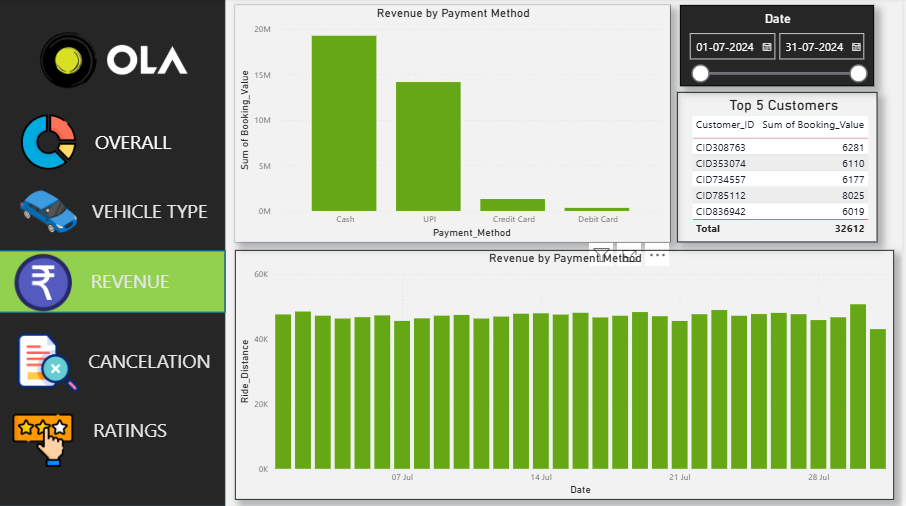 OLA
OVERALL
VEHICLE TYPE
REVENUE
CANCELATION
RATINGS
Revenue by Payment Method
Sum of Booking_Value
20M
15M
10M
5M
0M
Cash UPI Credit Card Debit Card
Payment_Method
Date
01-07-2024 31-07-2024
Top 5 Customers
Customer_ID Sum of Booking_Value
CID308763 6281
CID353074 6110
CID734557 6177
CID785112 8025
CID836942 6019
Total 32612
Revenue by Payment Method
Ride_Distance
60K
40K
20K
0K
07 Jul 14 Jul 21 Jul 28 Jul
Date